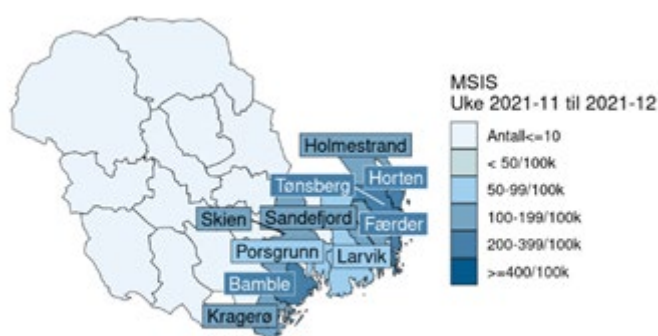 MSIS
Uke 2021-11 til 2021-12
Antall<=10
< 50/100k
50-99/100k
100-199/100k
200-399/100k
>=400/100k
Holmestrand
Tønsberg
Horten
Skien
Sandefjord
Færder
Porsgrunn
Larvik
Bamble
Kragerø